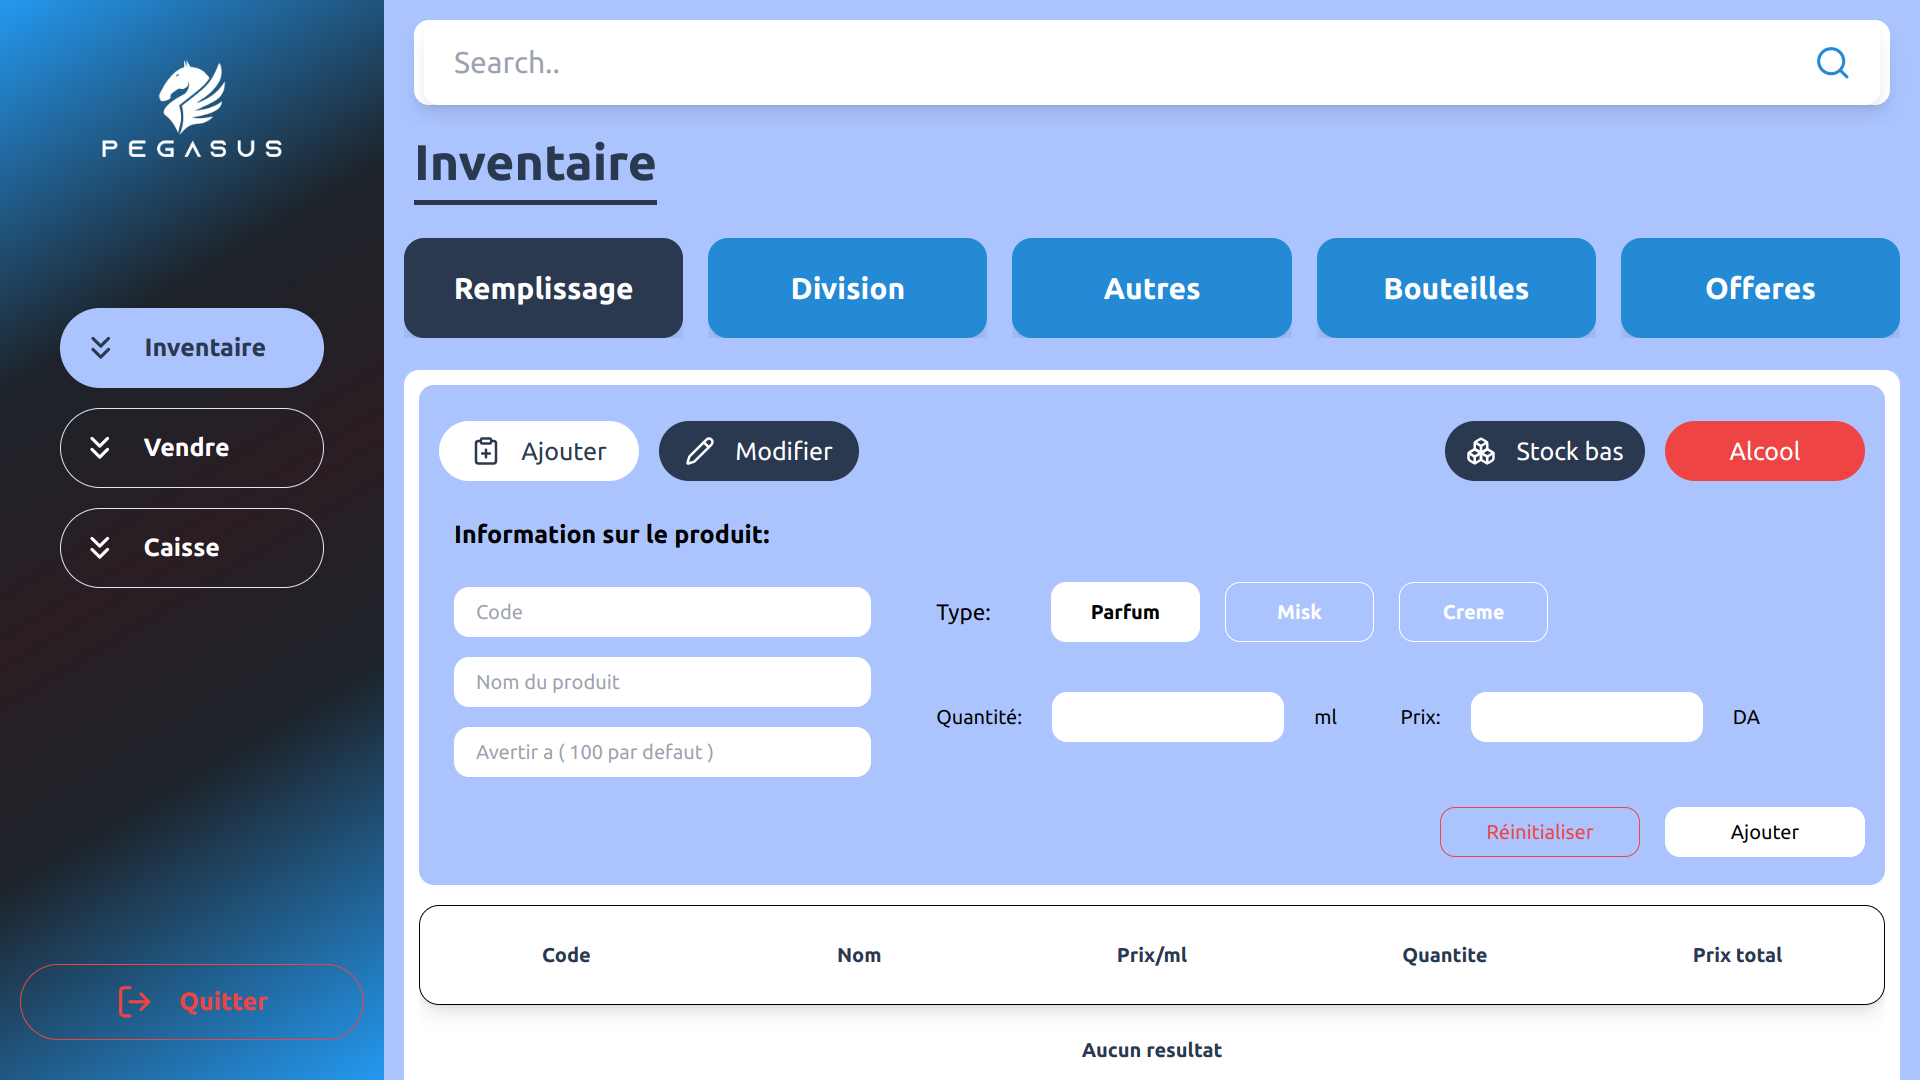 PEGASUS
Inventaire
Vendre
Caisse
Quitter
Search..
Inventaire
Remplissage
Division
Autres
Bouteilles
Offeres
Ajouter
Modifier
Stock bas
Alcool
Information sur le produit:
Code
Nom du produit
Avertir a ( 100 par defaut )
Type:
Parfum
Misk
Creme
Quantité:
ml
Prix:
DA
Réinitialiser
Ajouter
Code
Nom
Prix/ml
Quantite
Prix total
Aucun resultat